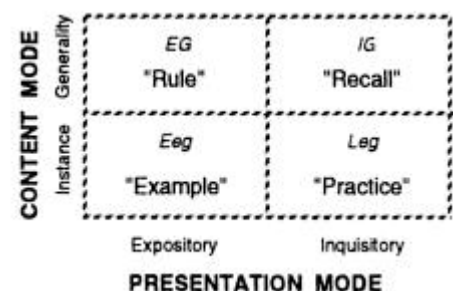 CONTENT MODE
Generality
Instance
EG
IG
"Rule"
"Recall"
Eeg
Leg
"Example"
"Practice"
Expository
Inquisitory
PRESENTATION MODE